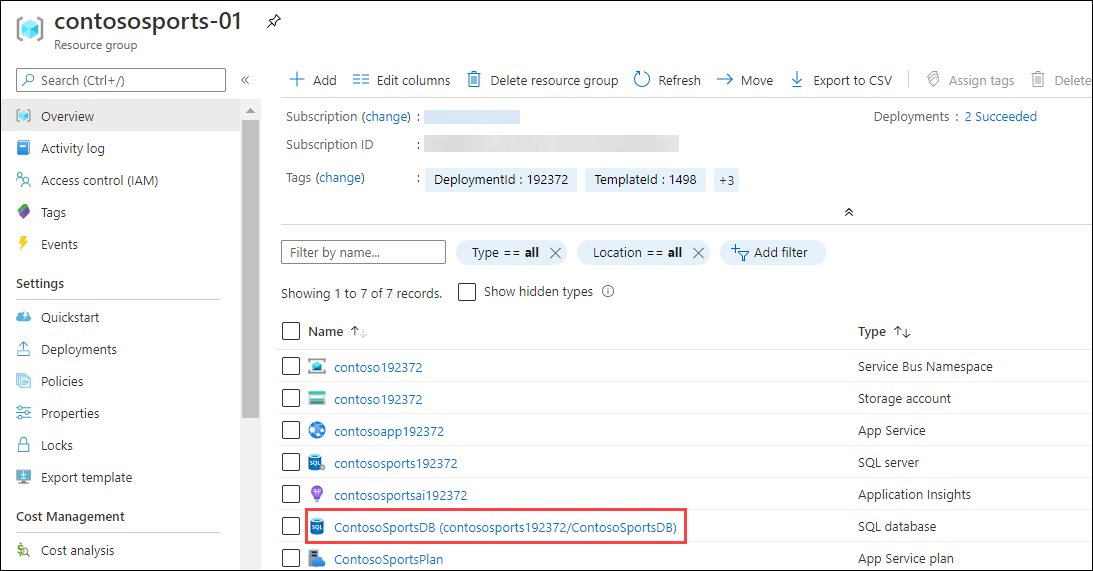 contososports-01
Resource group
Search (Ctrl+/)
«
Overview
Activity log
Access control (IAM)
Tags
Events
Settings
Quickstart
Deployments
Policies
Properties
Locks
Export template
Cost Management
Cost analysis
Add Edit columns Delete resource group Refresh Move Export to CSV Assign tags Delete
Subscription (change) :
Deployments : 2 Succeeded
Subscription ID :
Tags (change) : DeploymentId : 192372 TemplateId : 1498 +3
Filter by name... Type == all Location == all Add filter
Showing 1 to 7 of 7 records. Show hidden types
Name Type
contoso192372 Service Bus Namespace
contoso192372 Storage account
contosoapp192372 App Service
contososports192372 SQL server
contososportsai192372 Application Insights
SQL ContosoSportsDB (contososports192372/ContosoSportsDB) SQL database
ContosoSportsPlan App Service plan